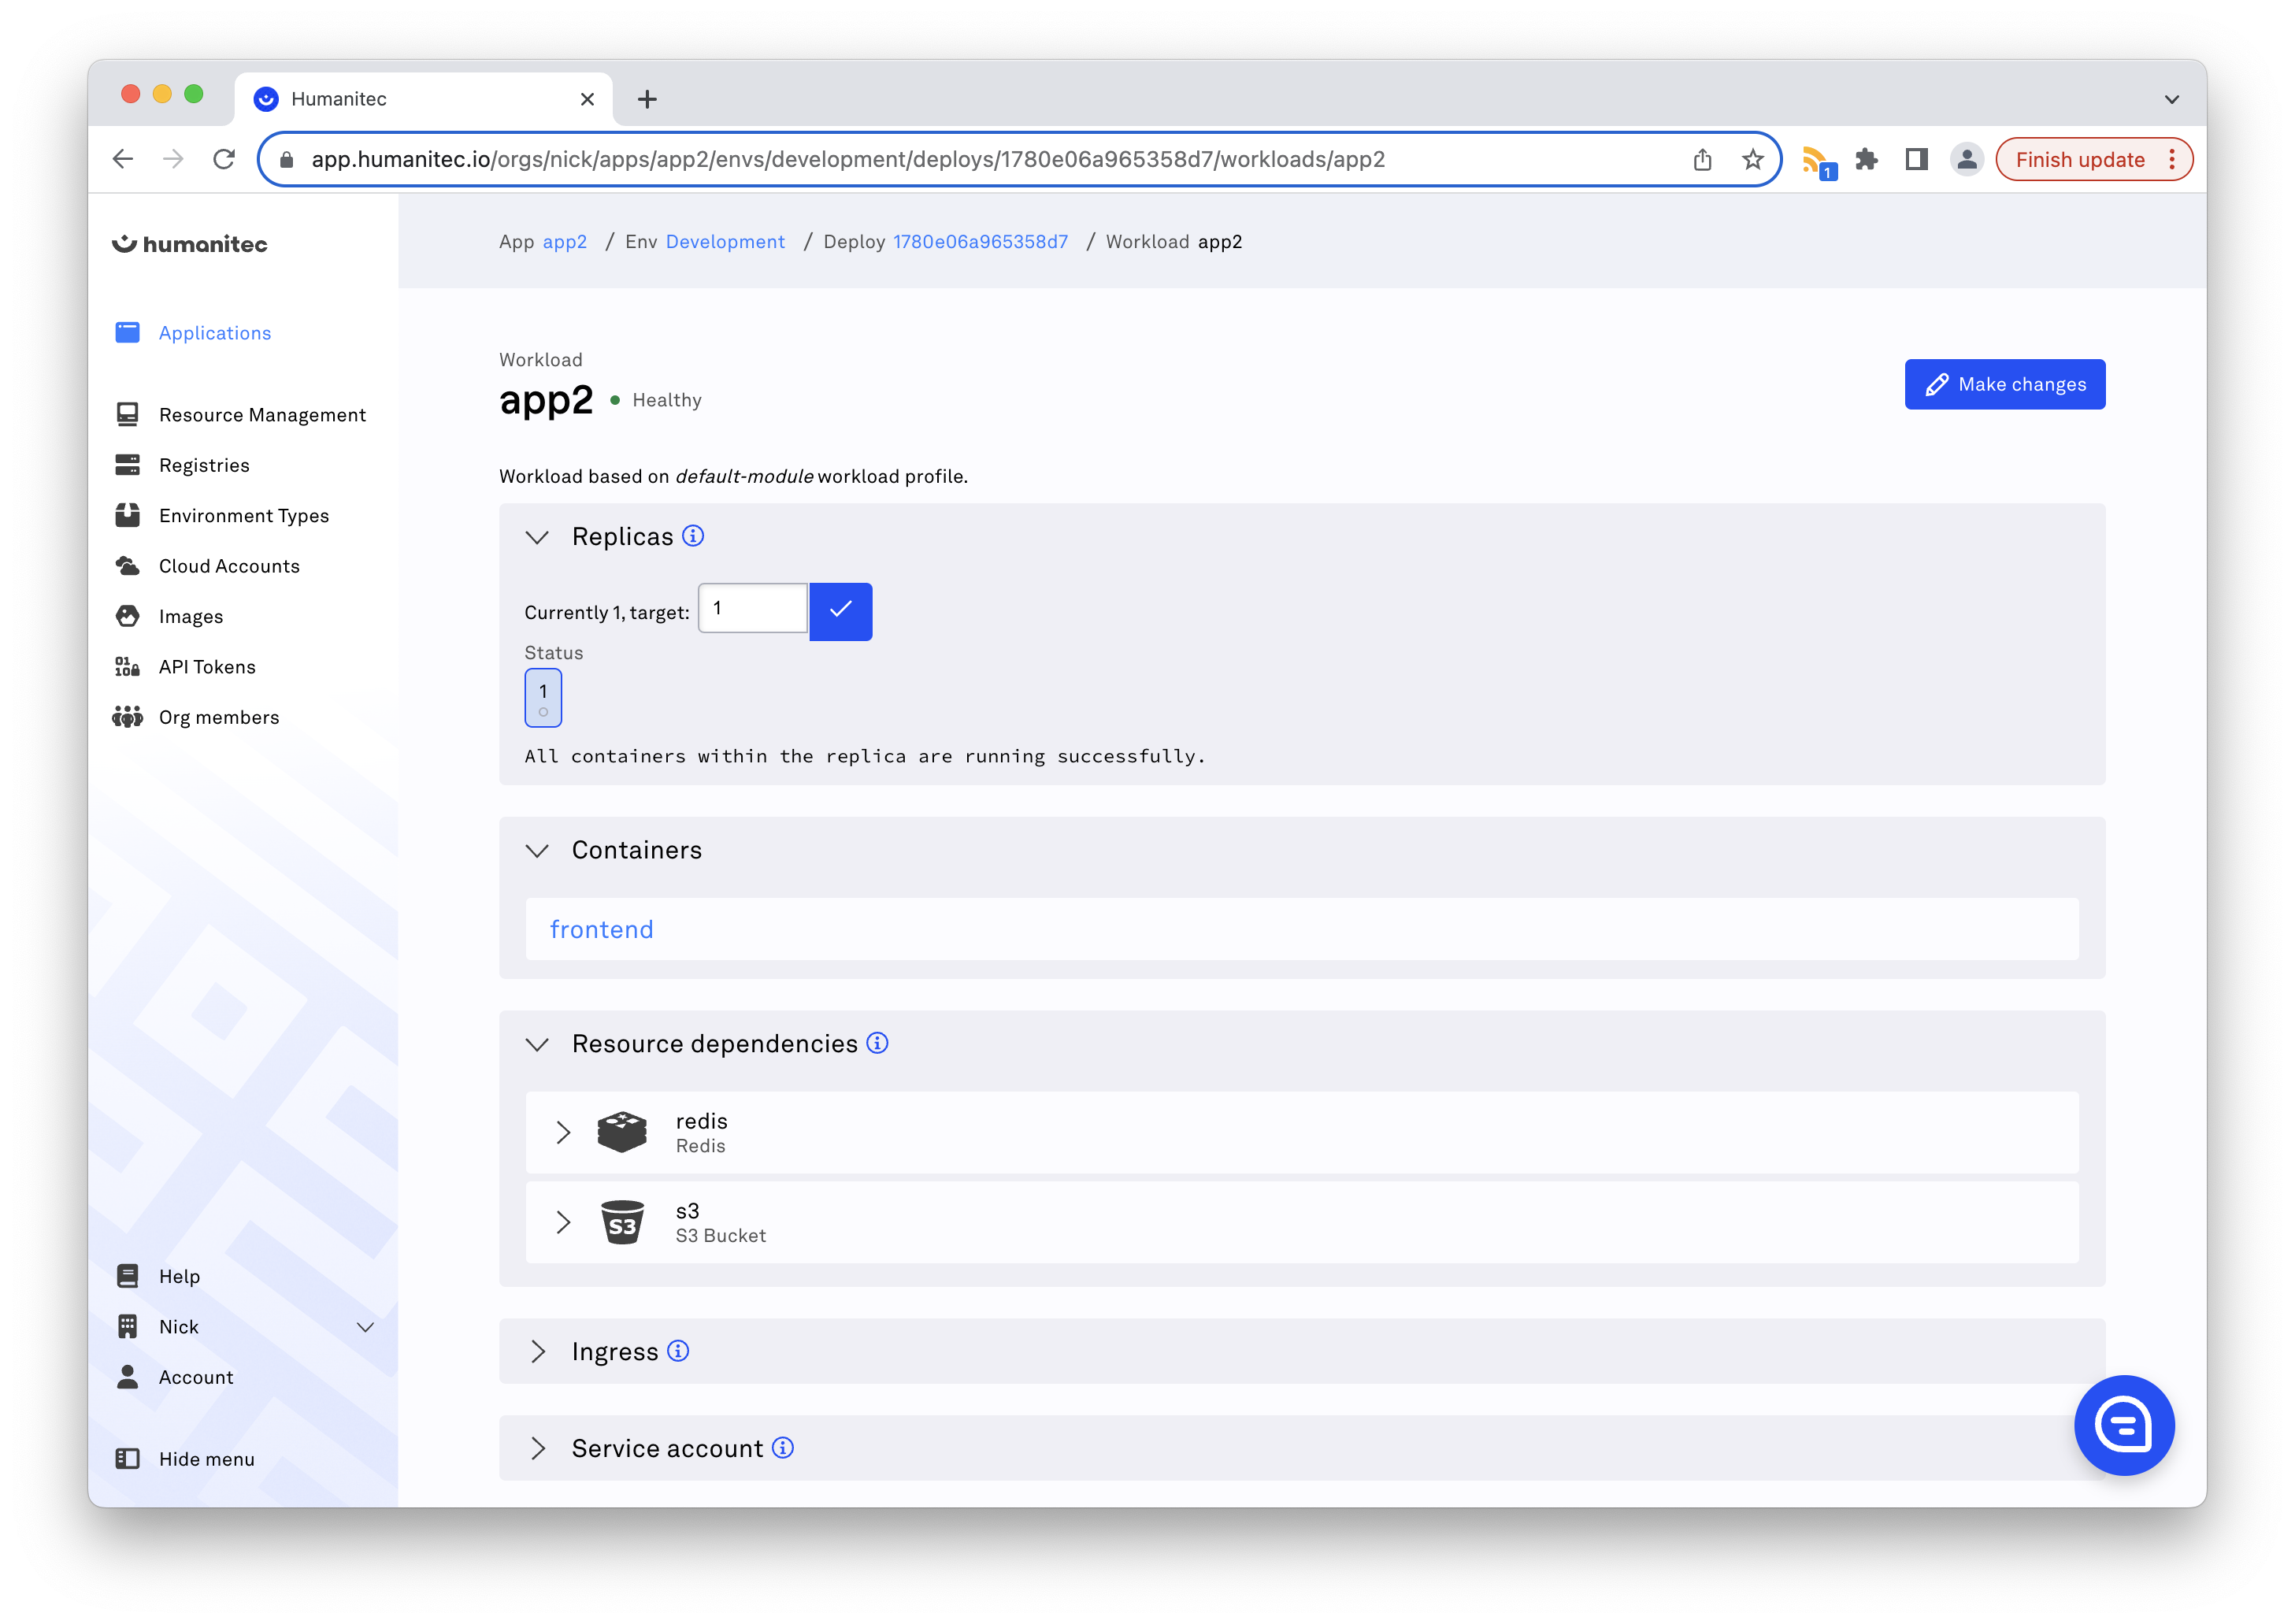 Humanitec
app.humanitec.io/orgs/nick/apps/app2/envs/development/deploys/1780e06a965358d7/workloads/app2
1
Finish update
humanitec
App app2 / Env Development / Deploy 1780e06a965358d7 / Workload app2
Applications
Resource Management
Registries
Environment Types
Cloud Accounts
Images
API Tokens
Org members
Help
Nick
Account
Hide menu
Workload
app2 Healthy
Make changes
Workload based on default-module workload profile.
Replicas
Currently 1, target: 1
Status
1
All containers within the replica are running successfully.
Containers
frontend
Resource dependencies
redis
Redis
S3
s3
S3 Bucket
Ingress
Service account